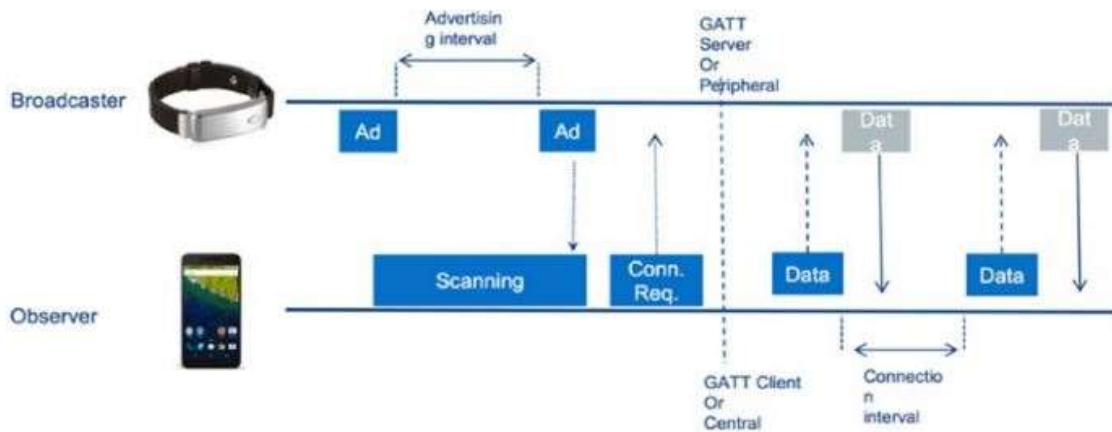 Advertisin
g interval
GATT
Server
Or
Peripheral
Broadcaster
Ad
Ad
Dat
a
Dat
a
Scanning
Conn.
Req.
Data
Data
Observer
GATT Client
Or
Central
Connectio
n
interval